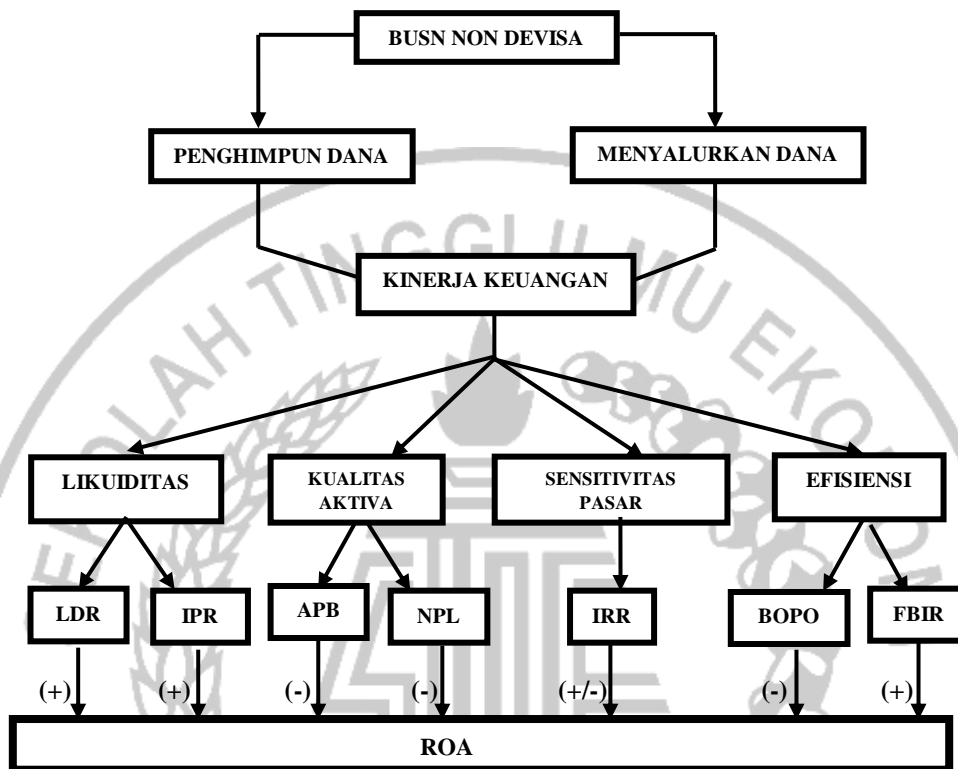 BUSN NON DEVISA
PENGHIMPUN DANA
MENYALURKAN DANA
KINERJA KEUANGAN
LIKUIDITAS
KUALITAS
AKTIVA
SENSITIVITAS
PASAR
EFISIENSI
LDR
IPR
APB
NPL
IRR
BOPO
FBIR
(+)
(+)
(-)
(-)
(+/-)
(-)
(+)
ROA